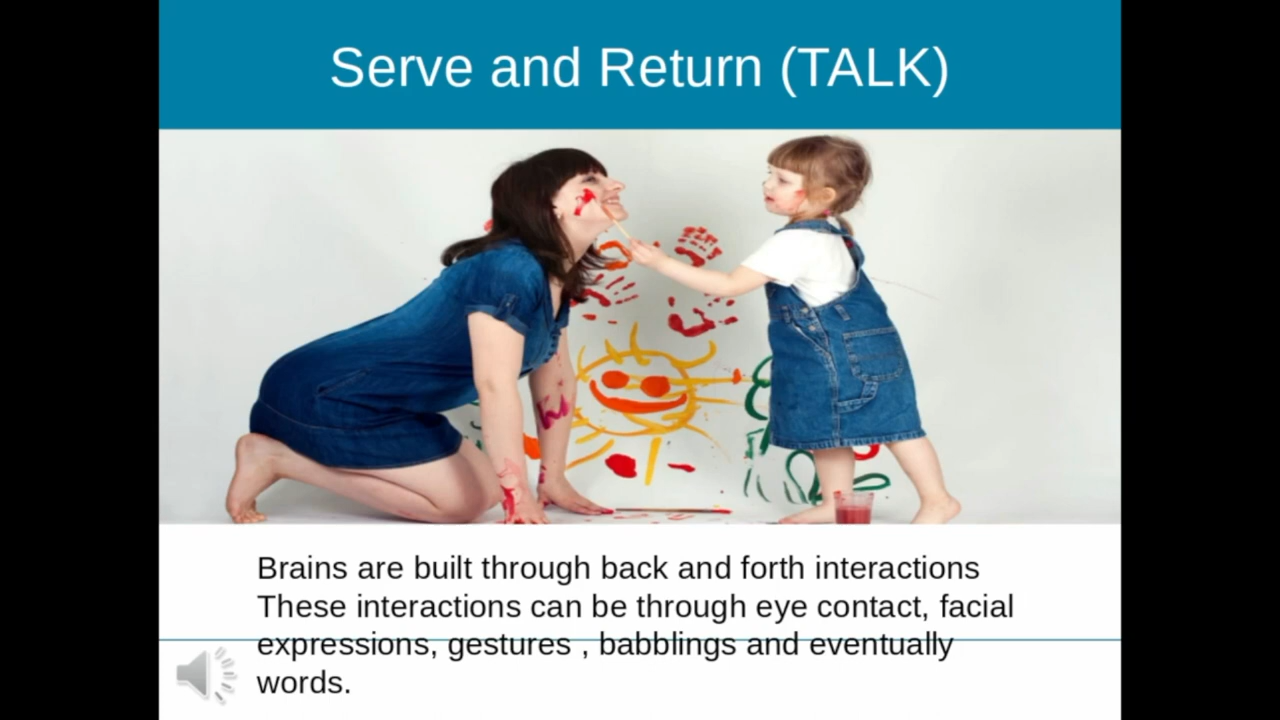 Serve and Return (TALK)
Brains are built through back and forth interactions
These interactions can be through eye contact, facial
expressions, gestures , babblings and eventually
words.